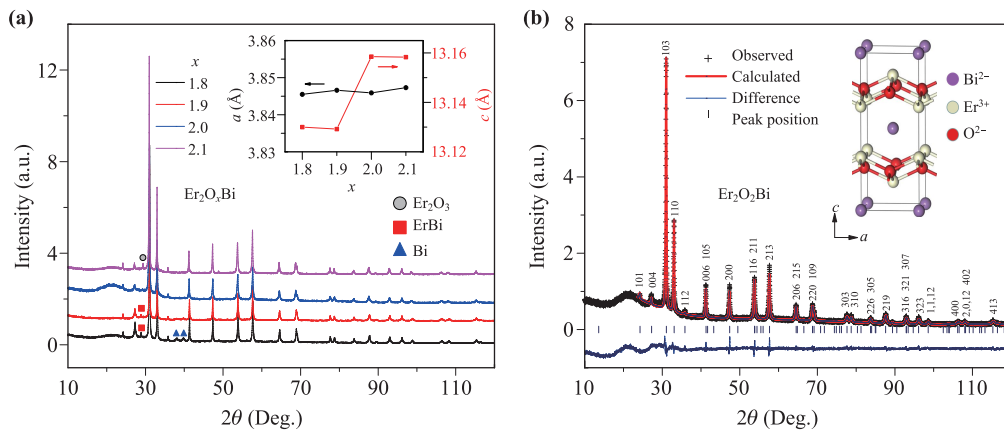 (a)
Intensity (a.u.)
12
8
4
0
x
1.8
1.9
2.0
2.1
Er₂OₓBi
Er₂O₃
ErBi
Bi
3.86
3.85
3.84
3.83
a (Å)
13.16
13.14
13.12
c (Å)
1.8 1.9 2.0 2.1
x
10 30 50 70 90 110
2θ (Deg.)
(b)
Intensity (a.u.)
8
6
4
2
0
Observed
Calculated
Difference
Peak position
Er₂O₂Bi
Bi²⁻
Er³⁺
O²⁻
c
a
101
004
103
110
112
006 105
200
116 211
213
206 215
220 109
303
310
226 305
219
316 321 307
323
1,1,12
400
2,0,12 402
413
10 30 50 70 90 110
2θ (Deg.)